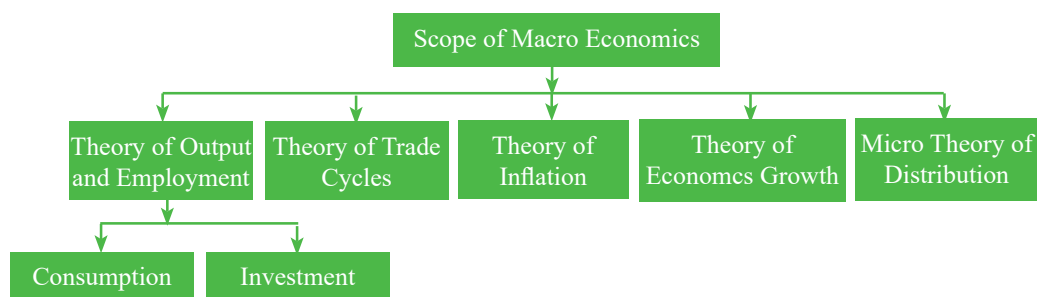 Scope of Macro Economics
Theory of Output
and Employment
Theory of Trade
Cycles
Theory of
Inflation
Theory of
Economcs Growth
Micro Theory of
Distribution
Consumption
Investment